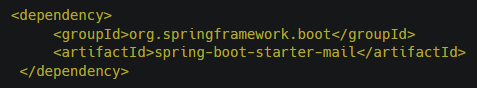 <dependency>
<groupId>org.springframework.boot</groupId>
<artifactId>spring-boot-starter-mail</artifactId>
</dependency>